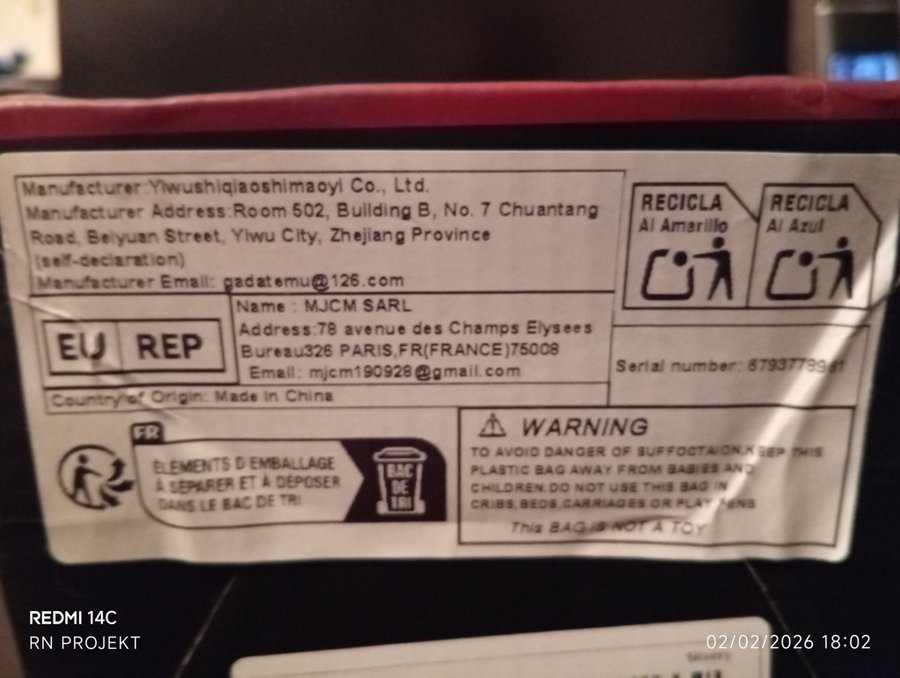 Manufacturer:Yiwushiqiaoshimaoyi Co., Ltd.
Manufacturer Address:Room 502, Building B, No. 7 Chuantang
Road, Beiyuan Street, Yiwu City, Zhejiang Province
(self-declaration)
Manufacturer Email: gadatemu@126.com
EU REP
Name : MJCM SARL
Address:78 avenue des Champs Elysees
Bureau326 PARIS,FR(FRANCE)75008
Email: mjcm190928@gmail.com
Country of Origin: Made in China
RECICLA
Al Amarillo
RECICLA
Al Azul
Serial number:
FR
ÉLÉMENTS D'EMBALLAGE
À SÉPARER ET À DÉPOSER
DANS LE BAC DE TRI
BAC
DE
TRI
WARNING
TO AVOID DANGER OF SUFFOCTAION,KEEP THIS
PLASTIC BAG AWAY FROM BABIES AND
CHILDREN.DO NOT USE THIS BAG IN
CRIBS.BEDS.CARRIAGES OR PLAY PENS
This BAG IS NOT A TOY
REDMI 14C
RN PROJEKT
02/02/2026 18:02